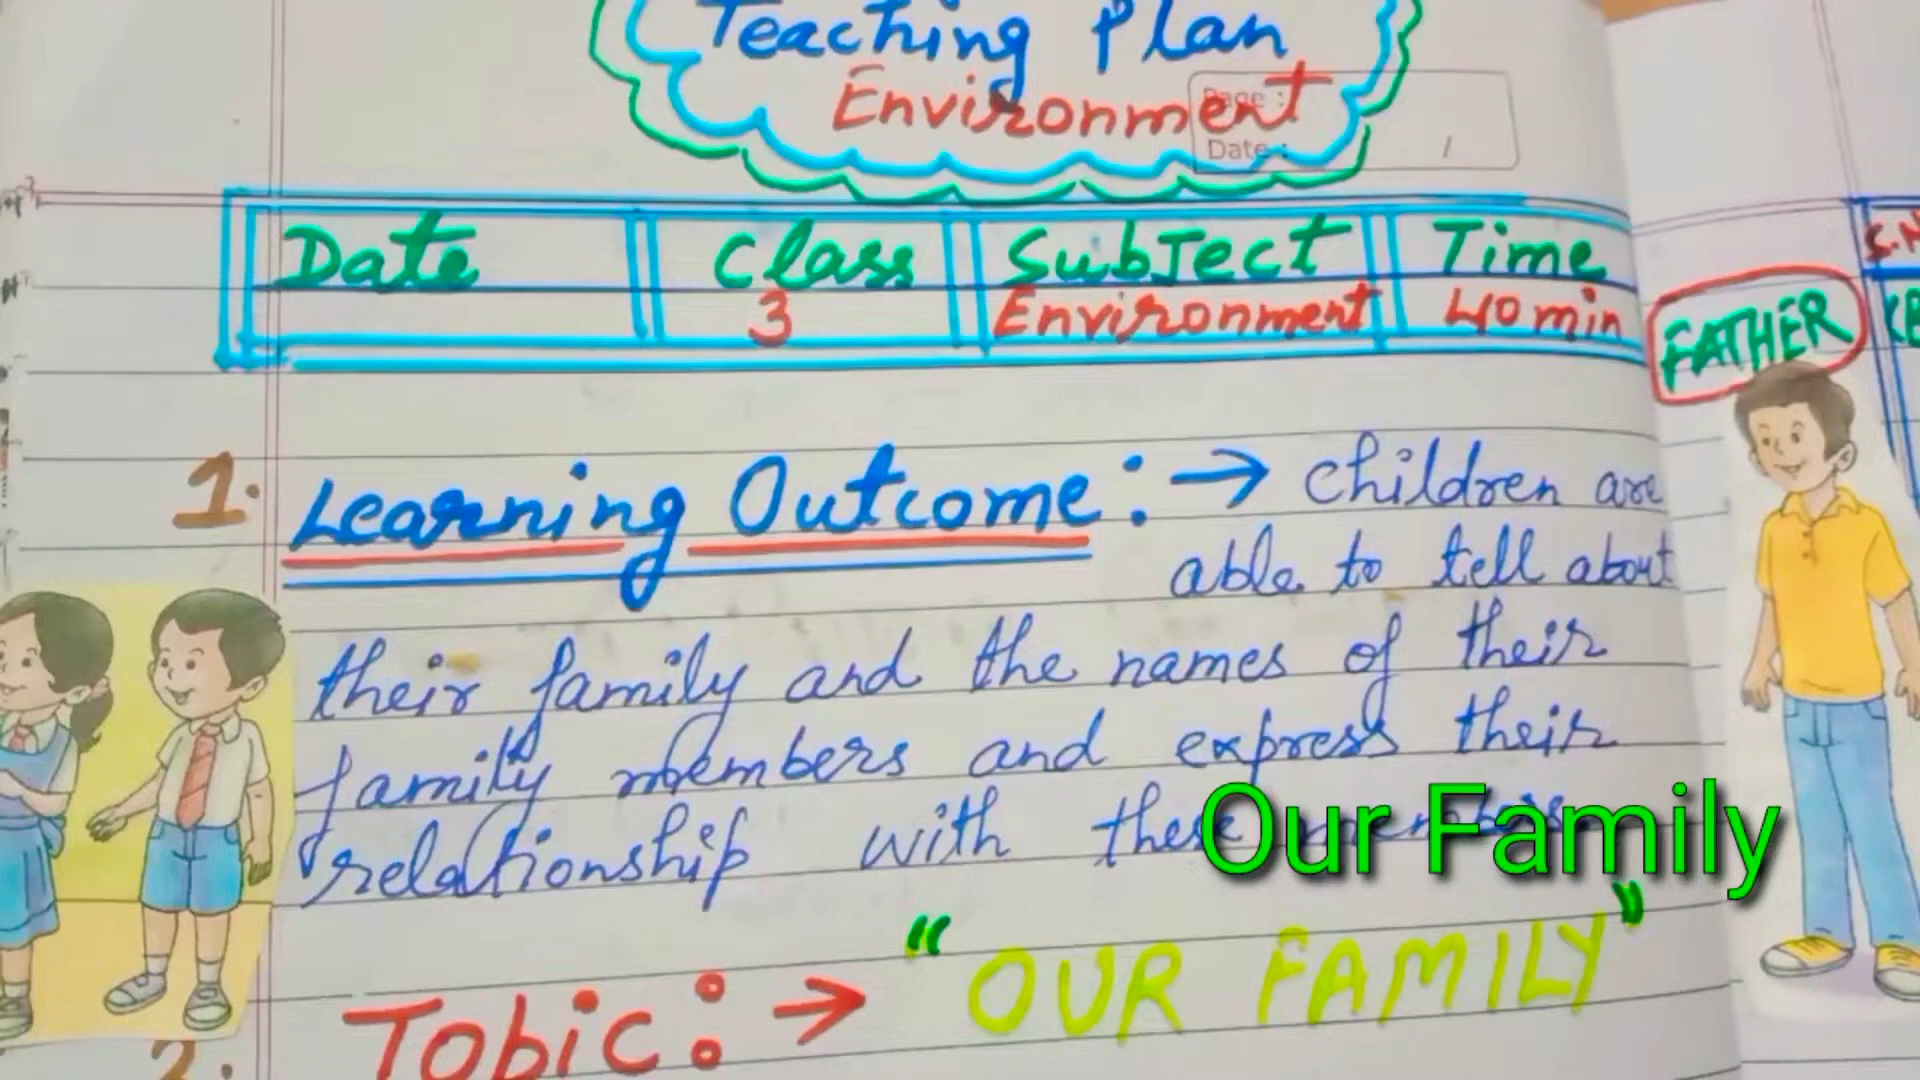 Teaching Plan
Environment
Page :
Date : /
Date Class SubJect Time
3 Environment 40 min
FATHER
1. Learning Outcome : → children are
able to tell about
their family and the names of their
family members and express their
relationship with these
Our Family
2. Tobic : → "OUR FAMILY"